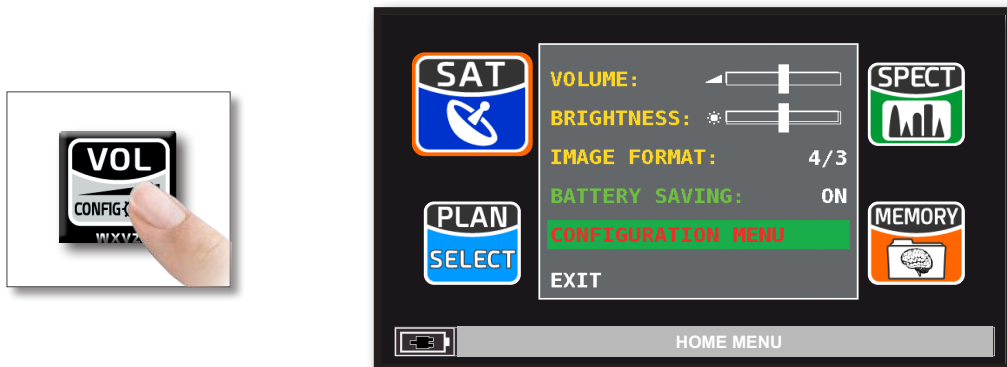 VOL
CONFIG
WXYZ
SAT
VOLUME:
BRIGHTNESS:
IMAGE FORMAT: 4/3
BATTERY SAVING: ON
CONFIGURATION MENU
EXIT
SPECT
PLAN
SELECT
MEMORY
HOME MENU